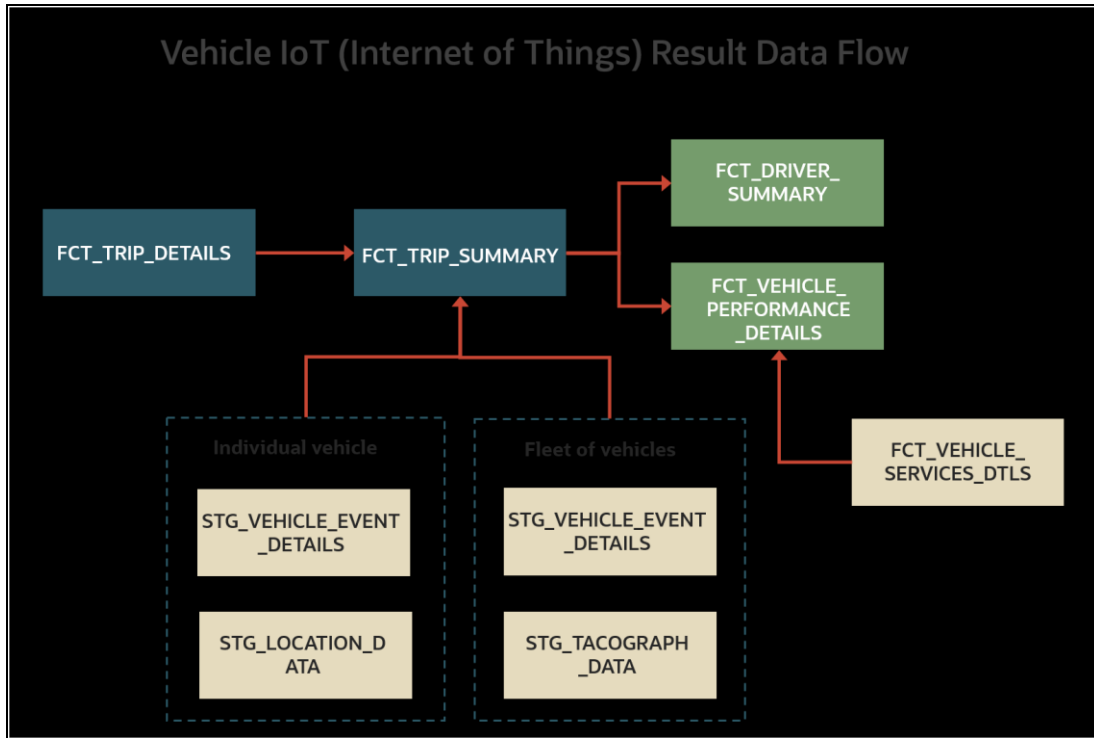 Vehicle IoT (Internet of Things) Result Data Flow
FCT_DRIVER_
SUMMARY
FCT_TRIP_DETAILS
FCT_TRIP_SUMMARY
FCT_VEHICLE_
PERFORMANCE
_DETAILS
Individual vehicle
Fleet of vehicles
FCT_VEHICLE_
SERVICES_DTLS
STG_VEHICLE_EVENT
_DETAILS
STG_VEHICLE_EVENT
_DETAILS
STG_LOCATION_D
ATA
STG_TACOGRAPH
_DATA